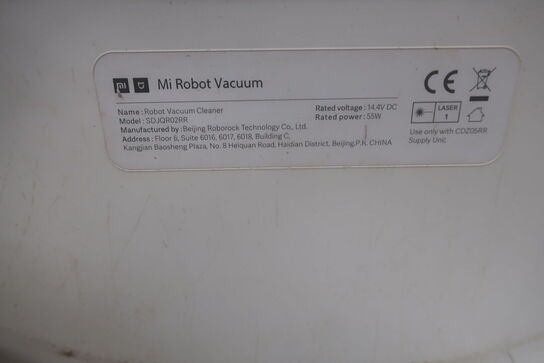 Mi Robot Vacuum
Name : Robot Vacuum Cleaner
Model : SDJQR02RR
Manufactured by : Beijing Roborock Technology Co., Ltd.
Address : Floor 6, Suite 6016, 6017, 6018, Building C,
Kangjian Baosheng Plaza, No. 8 Heiquan Road, Haidian District, Beijing,P.R. CHINA
Rated voltage : 14.4V DC
Rated power : 55W
CE
LASER
1
Use only with CDZ05RR
Supply Unit